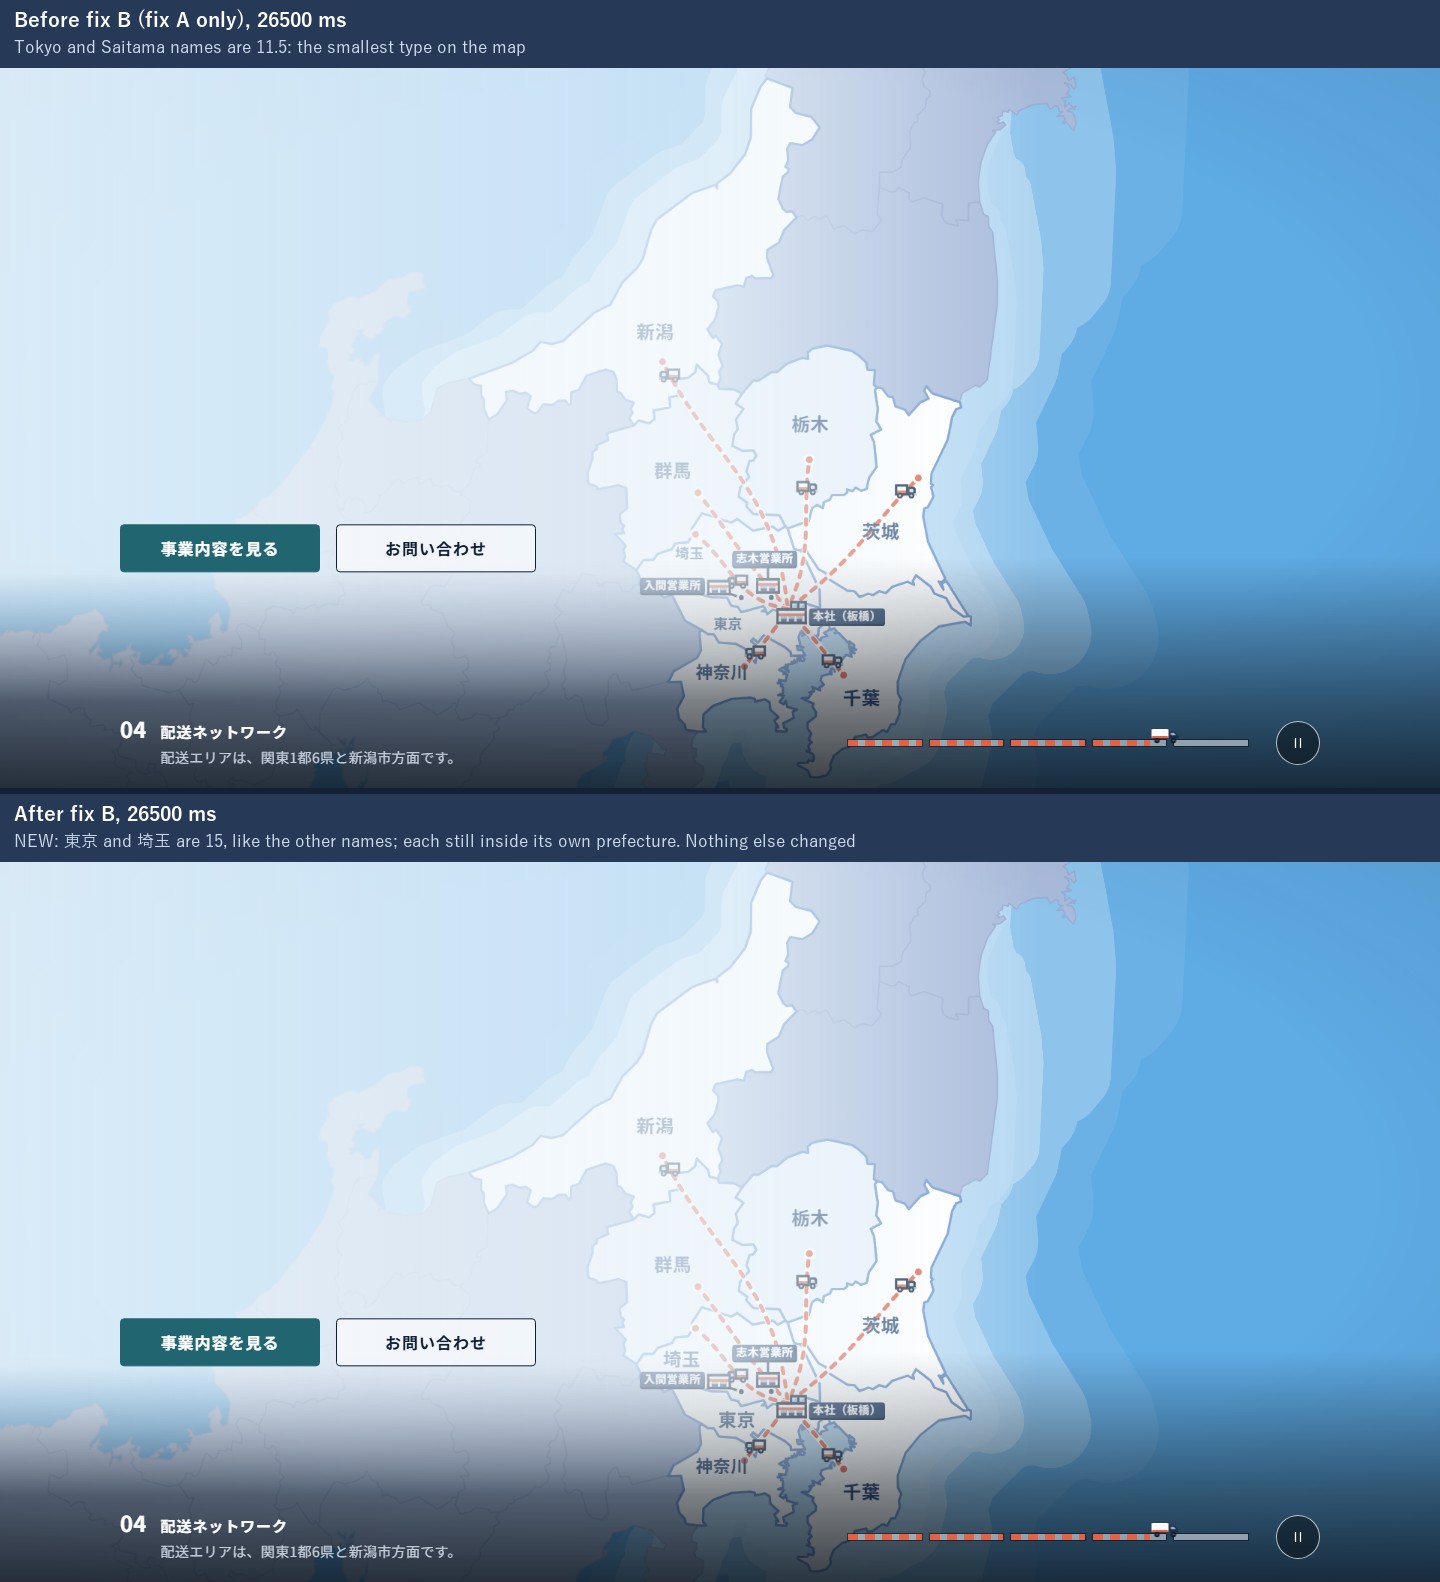 Before fix B (fix A only), 26500 ms
Tokyo and Saitama names are 11.5: the smallest type on the map
新潟
栃木
群馬
茨城
埼玉
志木営業所
入間営業所
本社（板橋）
東京
神奈川
千葉
事業内容を見る
お問い合わせ
04 配送ネットワーク
配送エリアは、関東1都6県と新潟市方面です。
After fix B, 26500 ms
NEW: 東京 and 埼玉 are 15, like the other names; each still inside its own prefecture. Nothing else changed
新潟
栃木
群馬
茨城
埼玉
志木営業所
入間営業所
本社（板橋）
東京
神奈川
千葉
事業内容を見る
お問い合わせ
04 配送ネットワーク
配送エリアは、関東1都6県と新潟市方面です。